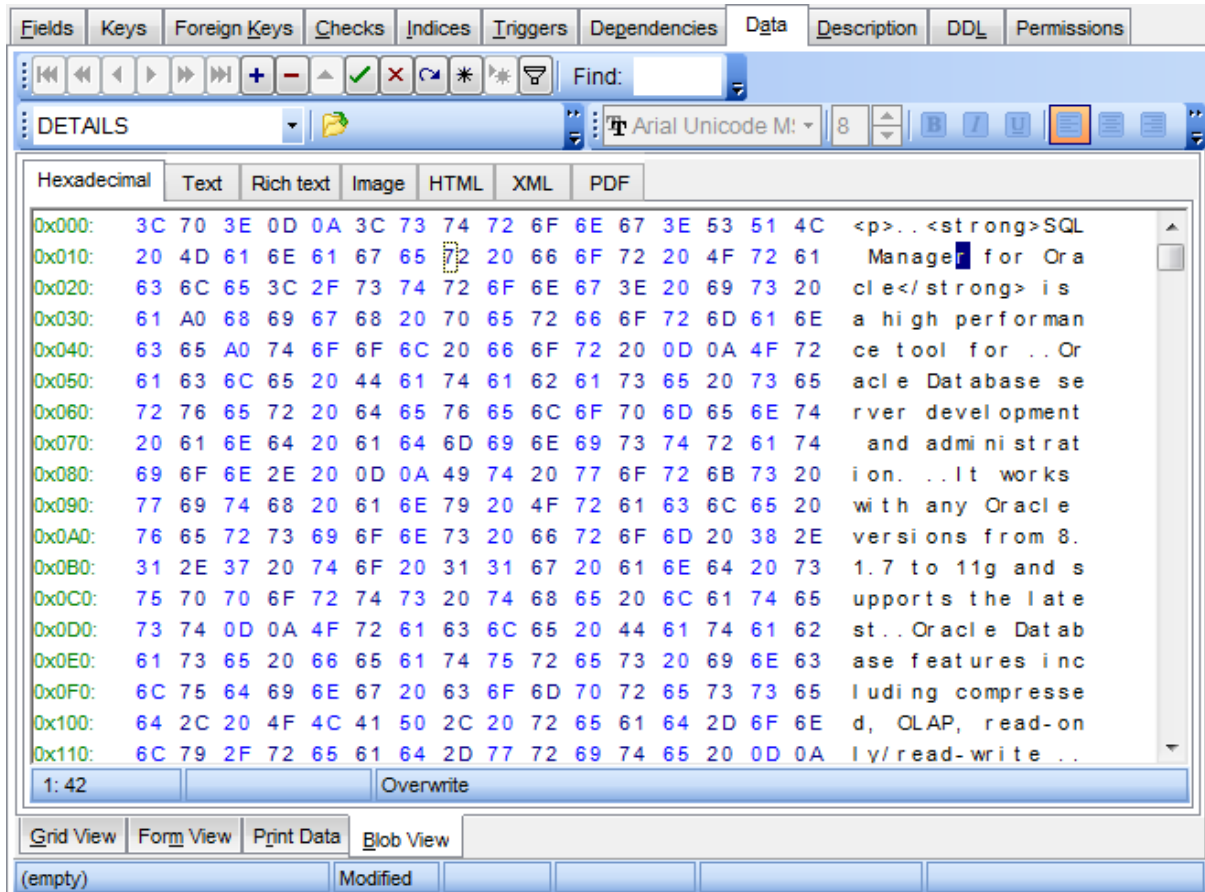 Fields Keys Foreign Keys Checks Indices Triggers Dependencies Data Description DDL Permissions
Find:
DETAILS Arial Unicode M: 8 B I U
Hexadecimal Text Rich text Image HTML XML PDF
0x000: 3C 70 3E 0D 0A 3C 73 74 72 6F 6E 67 3E 53 51 4C <p>..<strong>SQL
0x010: 20 4D 61 6E 61 67 65 72 20 66 6F 72 20 4F 72 61 Manager for Ora
0x020: 63 6C 65 3C 2F 73 74 72 6F 6E 67 3E 20 69 73 20 cle</strong> is
0x030: 61 A0 68 69 67 68 20 70 65 72 66 6F 72 6D 61 6E a high performan
0x040: 63 65 A0 74 6F 6F 6C 20 66 6F 72 20 0D 0A 4F 72 ce tool for ..Or
0x050: 61 63 6C 65 20 44 61 74 61 62 61 73 65 20 73 65 acle Database se
0x060: 72 76 65 72 20 64 65 76 65 6C 6F 70 6D 65 6E 74 rver development
0x070: 20 61 6E 64 20 61 64 6D 69 6E 69 73 74 72 61 74 and administrat
0x080: 69 6F 6E 2E 20 0D 0A 49 74 20 77 6F 72 6B 73 20 ion. ..It works
0x090: 77 69 74 68 20 61 6E 79 20 4F 72 61 63 6C 65 20 with any Oracle
0x0A0: 76 65 72 73 69 6F 6E 73 20 66 72 6F 6D 20 38 2E versions from 8.
0x0B0: 31 2E 37 20 74 6F 20 31 31 67 20 61 6E 64 20 73 1.7 to 11g and s
0x0C0: 75 70 70 6F 72 74 73 20 74 68 65 20 6C 61 74 65 upports the late
0x0D0: 73 74 0D 0A 4F 72 61 63 6C 65 20 44 61 74 61 62 st..Oracle Datab
0x0E0: 61 73 65 20 66 65 61 74 75 72 65 73 20 69 6E 63 ase features inc
0x0F0: 6C 75 64 69 6E 67 20 63 6F 6D 70 72 65 73 73 65 luding compresse
0x100: 64 2C 20 4F 4C 41 50 2C 20 72 65 61 64 2D 6F 6E d, OLAP, read-on
0x110: 6C 79 2F 72 65 61 64 2D 77 72 69 74 65 20 0D 0A ly/read-write ..
1: 42 Overwrite
Grid View Form View Print Data Blob View
(empty) Modified